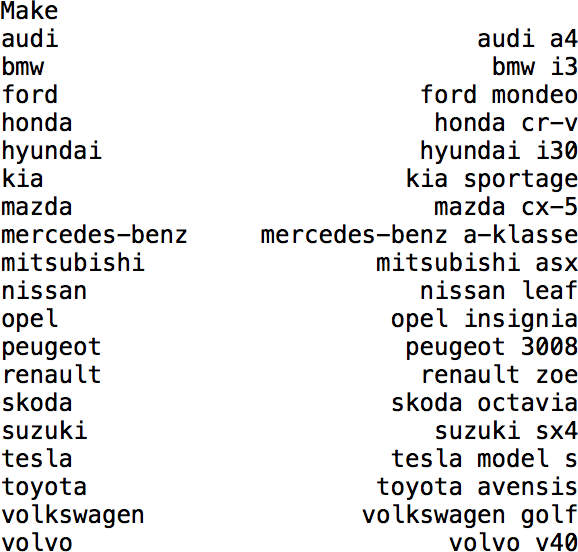 Make
audi audi a4
bmw bmw i3
ford ford mondeo
honda honda cr-v
hyundai hyundai i30
kia kia sportage
mazda mazda cx-5
mercedes-benz mercedes-benz a-klasse
mitsubishi mitsubishi asx
nissan nissan leaf
opel opel insignia
peugeot peugeot 3008
renault renault zoe
skoda skoda octavia
suzuki suzuki sx4
tesla tesla model s
toyota toyota avensis
volkswagen volkswagen golf
volvo volvo v40